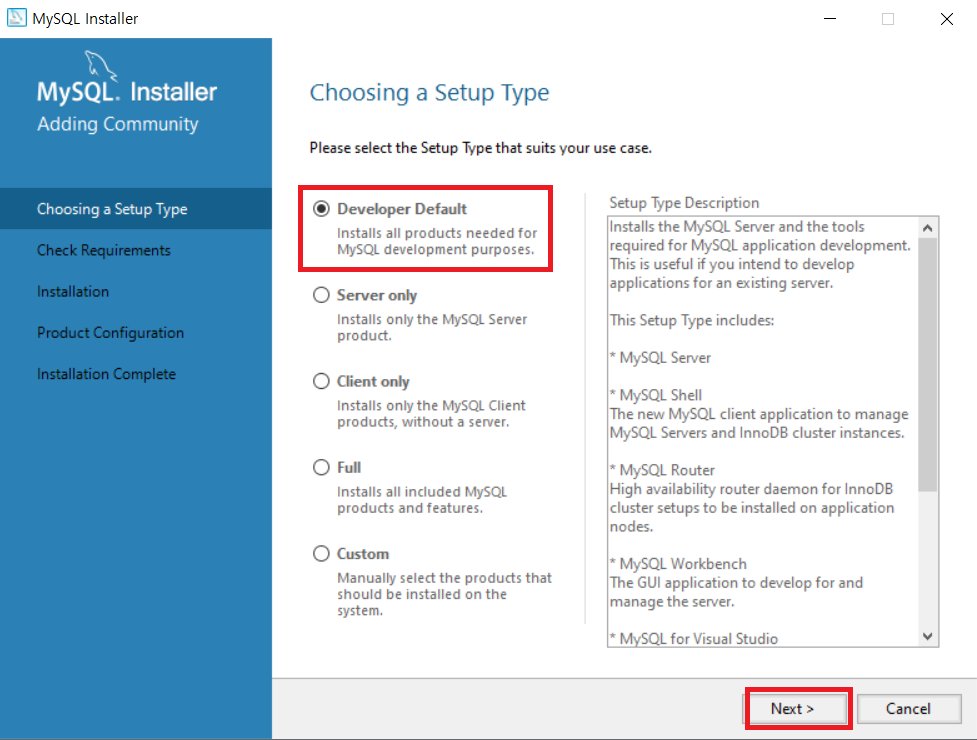 MySQL Installer
MySQL. Installer
Adding Community
Choosing a Setup Type
Check Requirements
Installation
Product Configuration
Installation Complete
Choosing a Setup Type
Please select the Setup Type that suits your use case.
Developer Default
Installs all products needed for
MySQL development purposes.
Server only
Installs only the MySQL Server
product.
Client only
Installs only the MySQL Client
products, without a server.
Full
Installs all included MySQL
products and features.
Custom
Manually select the products that
should be installed on the
system.
Setup Type Description
Installs the MySQL Server and the tools
required for MySQL application development.
This is useful if you intend to develop
applications for an existing server.
This Setup Type includes:
* MySQL Server
* MySQL Shell
The new MySQL client application to manage
MySQL Servers and InnoDB cluster instances.
* MySQL Router
High availability router daemon for InnoDB
cluster setups to be installed on application
nodes.
* MySQL Workbench
The GUI application to develop for and
manage the server.
* MySQL for Visual Studio
Next >
Cancel